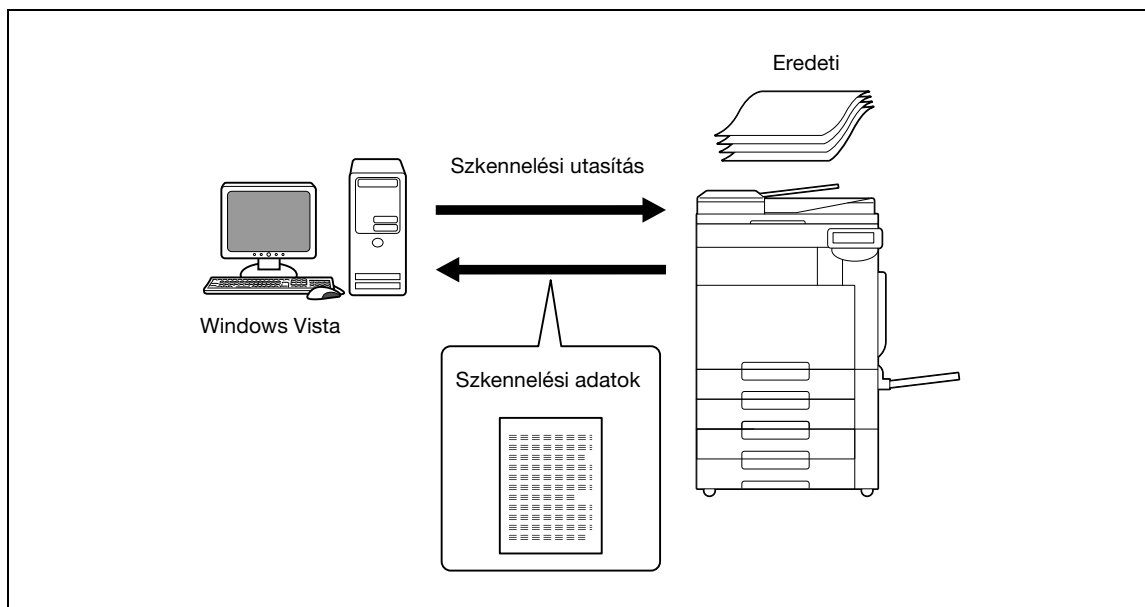 Eredeti
Szkennelési utasítás
Windows Vista
Szkennelési adatok